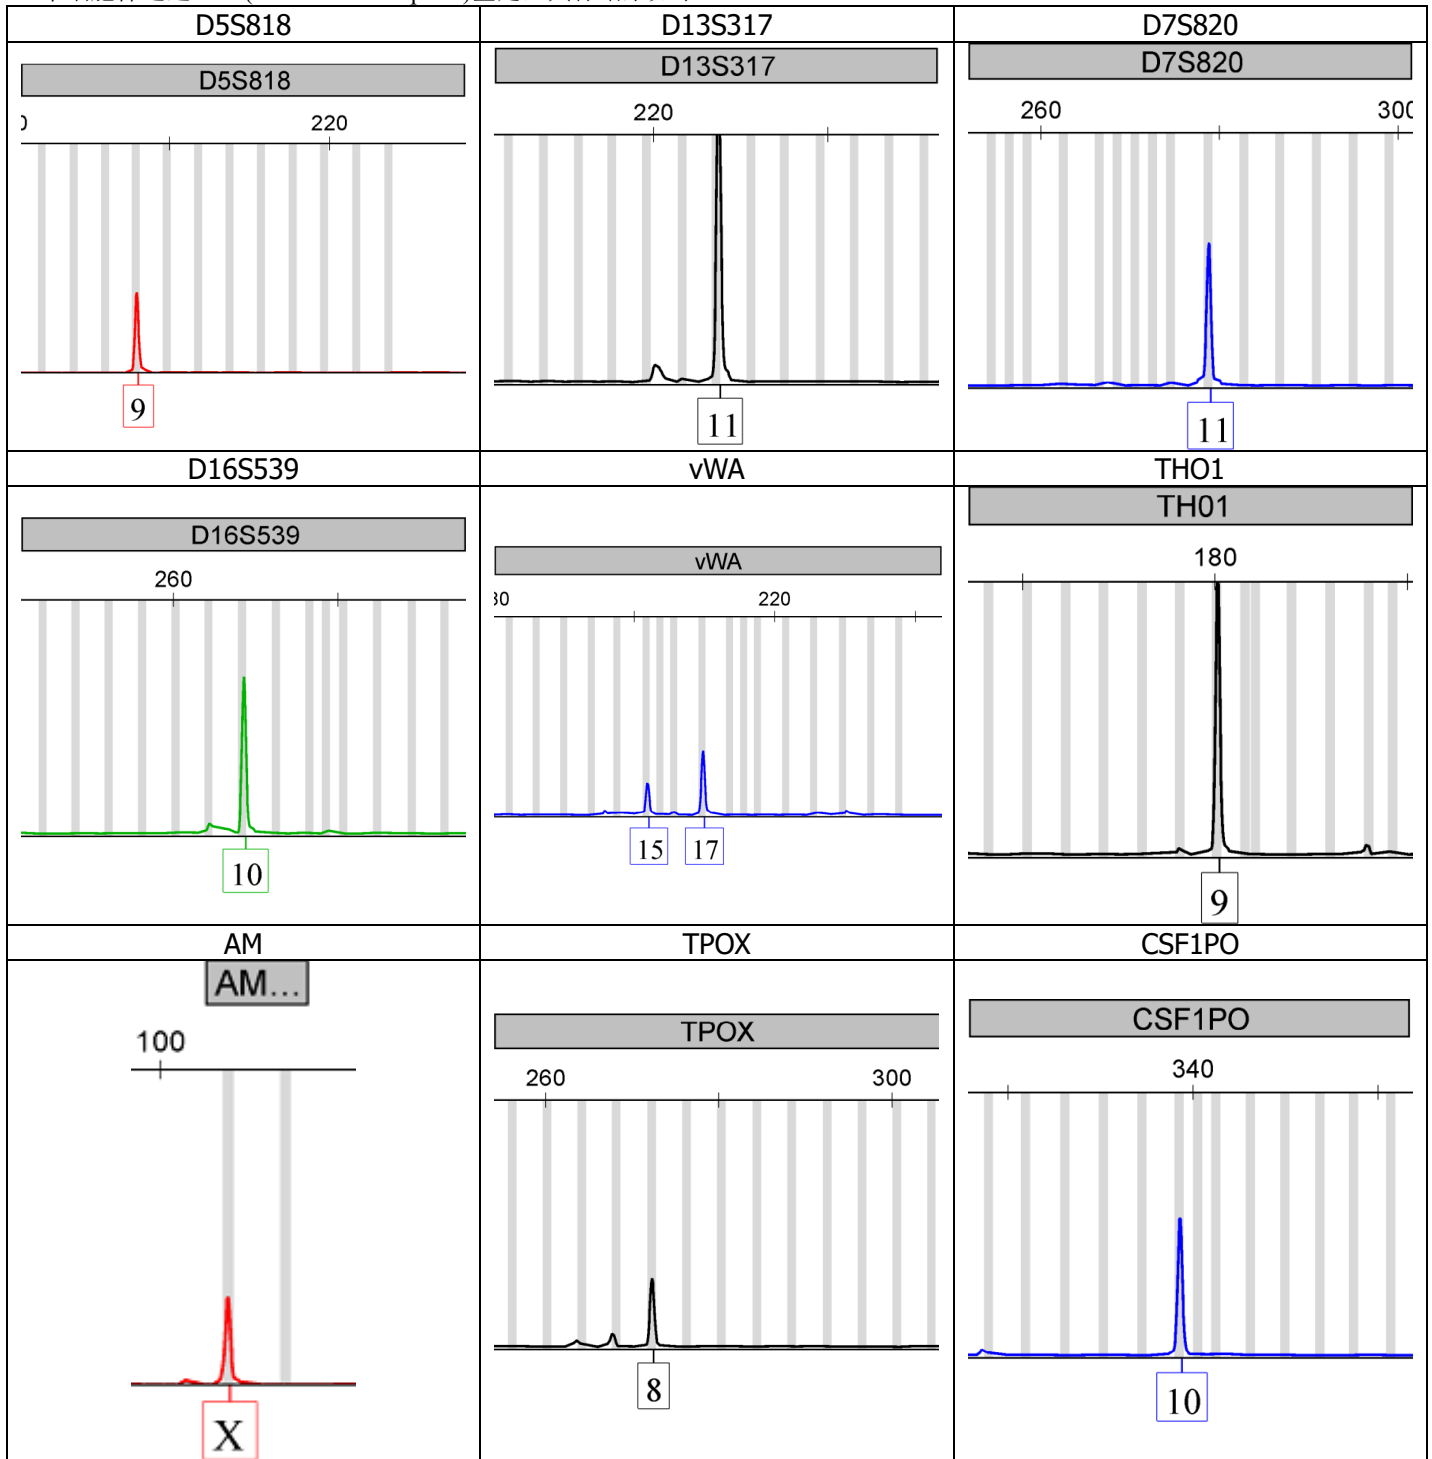 D5S818 D13S317 D7S820
D5S818 D13S317 D7S820
220 220 260
9 11 11
D16S539 vWA THO1
D16S539 vWA TH01
260 220 180
10 15 17 9
AM TPOX CSF1PO
AM... TPOX CSF1PO
100 260 300 340
X 8 10